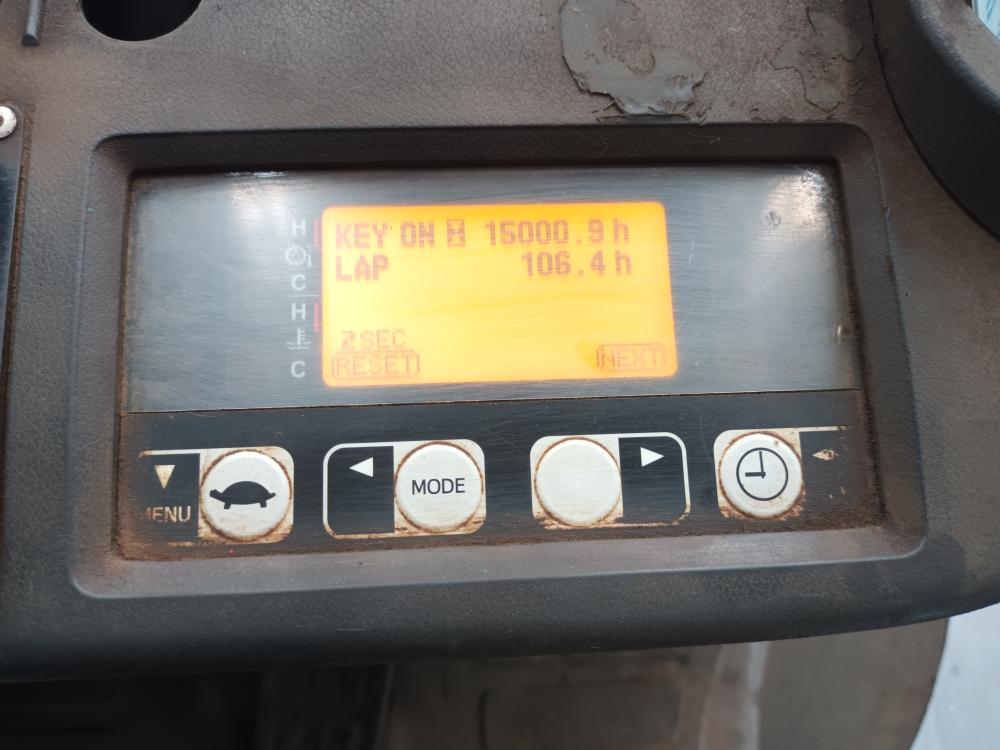 H
KEY ON H 15000.9 h
LAP 106.4 h
C
H
2 SEC
RESET NEXT
C
MENU
MODE